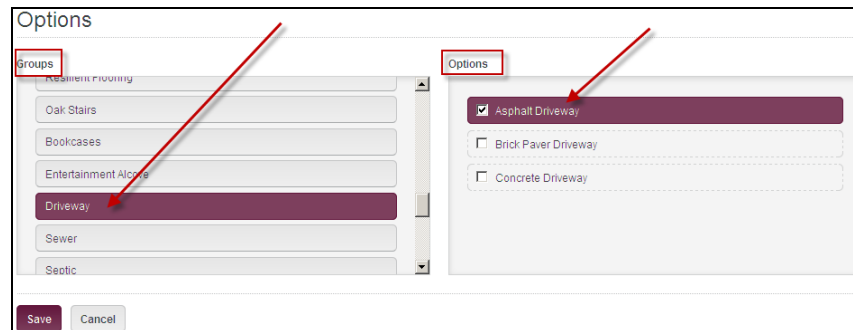 Options
Groups
Resilient Flooring
Oak Stairs
Bookcases
Entertainment Alcove
Driveway
Sewer
Septic
Options
Asphalt Driveway
Brick Paver Driveway
Concrete Driveway
Save
Cancel